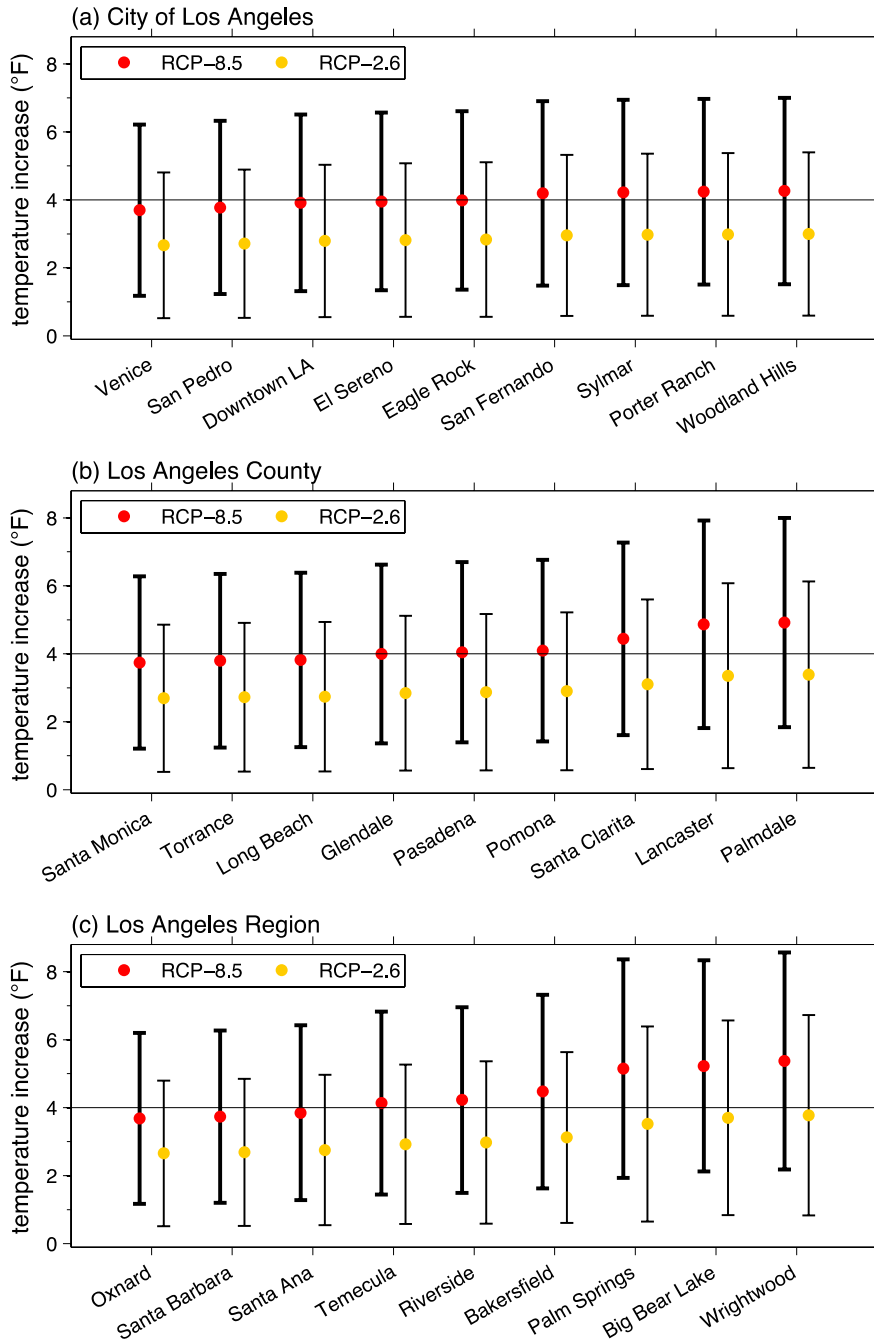 (a) City of Los Angeles
RCP−8.5 RCP−2.6
temperature increase (°F)
8
6
4
2
0
Venice
San Pedro
Downtown LA
El Sereno
Eagle Rock
San Fernando
Sylmar
Porter Ranch
Woodland Hills
(b) Los Angeles County
RCP−8.5 RCP−2.6
temperature increase (°F)
8
6
4
2
0
Santa Monica
Torrance
Long Beach
Glendale
Pasadena
Pomona
Santa Clarita
Lancaster
Palmdale
(c) Los Angeles Region
RCP−8.5 RCP−2.6
temperature increase (°F)
8
6
4
2
0
Oxnard
Santa Barbara
Santa Ana
Temecula
Riverside
Bakersfield
Palm Springs
Big Bear Lake
Wrightwood